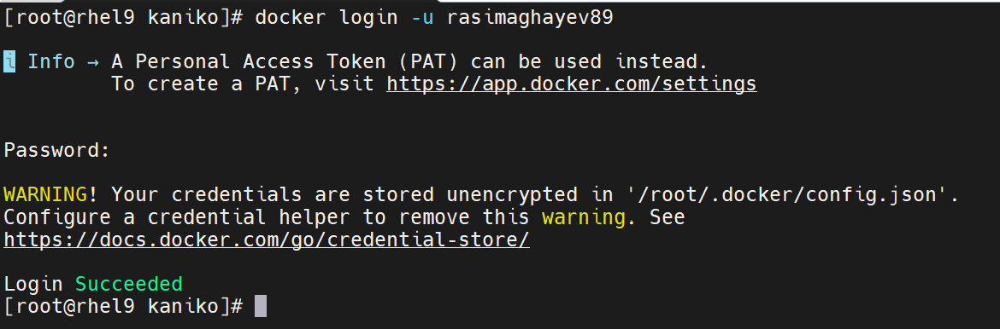 [root@rhel9 kaniko]# docker login -u rasimaghayev89
i Info → A Personal Access Token (PAT) can be used instead.
To create a PAT, visit https://app.docker.com/settings
Password:
WARNING! Your credentials are stored unencrypted in '/root/.docker/config.json'.
Configure a credential helper to remove this warning. See
https://docs.docker.com/go/credential-store/
Login Succeeded
[root@rhel9 kaniko]#